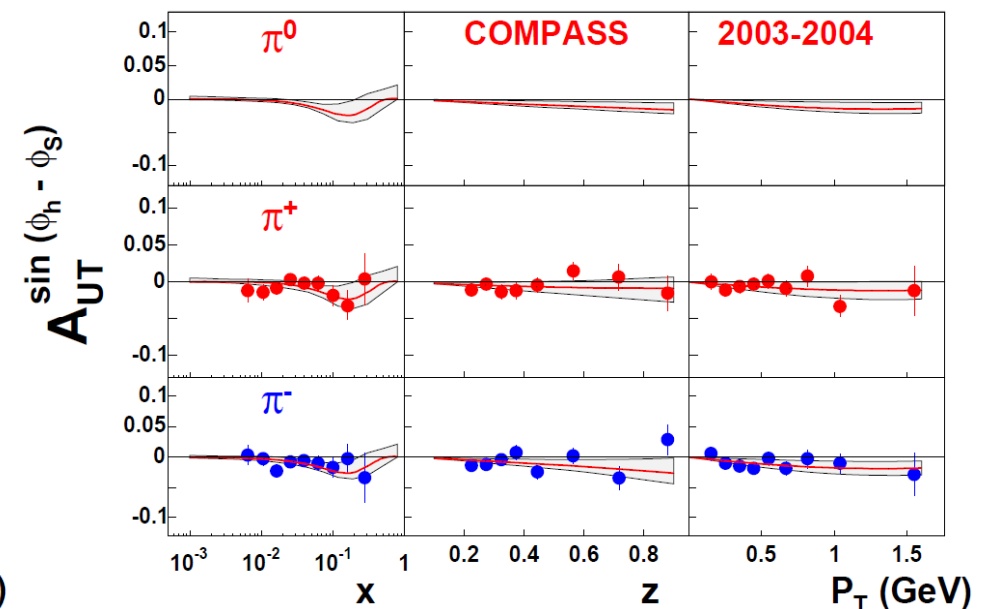 π⁰ COMPASS 2003-2004
0.1
0.05
0
-0.1
π⁺
0.1
0.05
0
-0.1
π⁻
0.1
0.05
0
-0.1
A_UT^sin (ϕ_h - ϕ_S)
10⁻³ 10⁻² 10⁻¹ 1
0.2 0.4 0.6 0.8
0.5 1 1.5
) x z P_T (GeV)